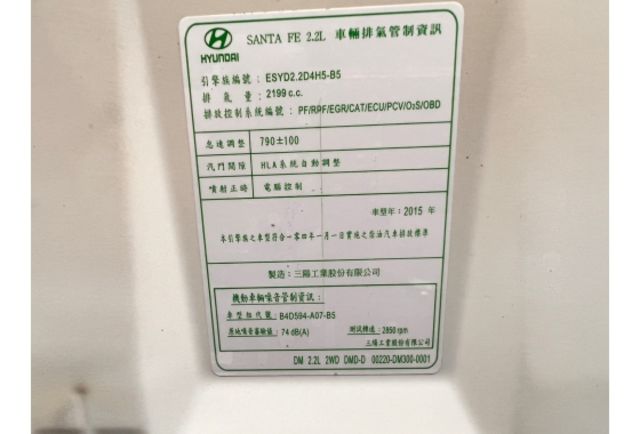 HYUNDAI
SANTA FE 2.2L 車輛排氣管制資訊
引擎族編號： ESYD2.2D4H5-B5
排氣量：2199 c.c.
排放控制系統編號： PF/RPF/EGR/CAT/ECU/PCV/O₂S/OBD
怠速調整 790±100
汽門間隙 HLA系統自動調整
噴射正時 電腦控制
車型年：2015 年
本引擎族之車型符合一０四年一月一日實施之柴油汽車排放標準
製造：三陽工業股份有限公司
機動車輛噪音管制資訊：
車型組代號： B4D594-A07-B5
原地噪音審驗值： 74 dB(A) 測試轉速：2850 rpm
三陽工業股份有限公司
DM 2.2L 2WD DMD-D 00220-DM300-0001